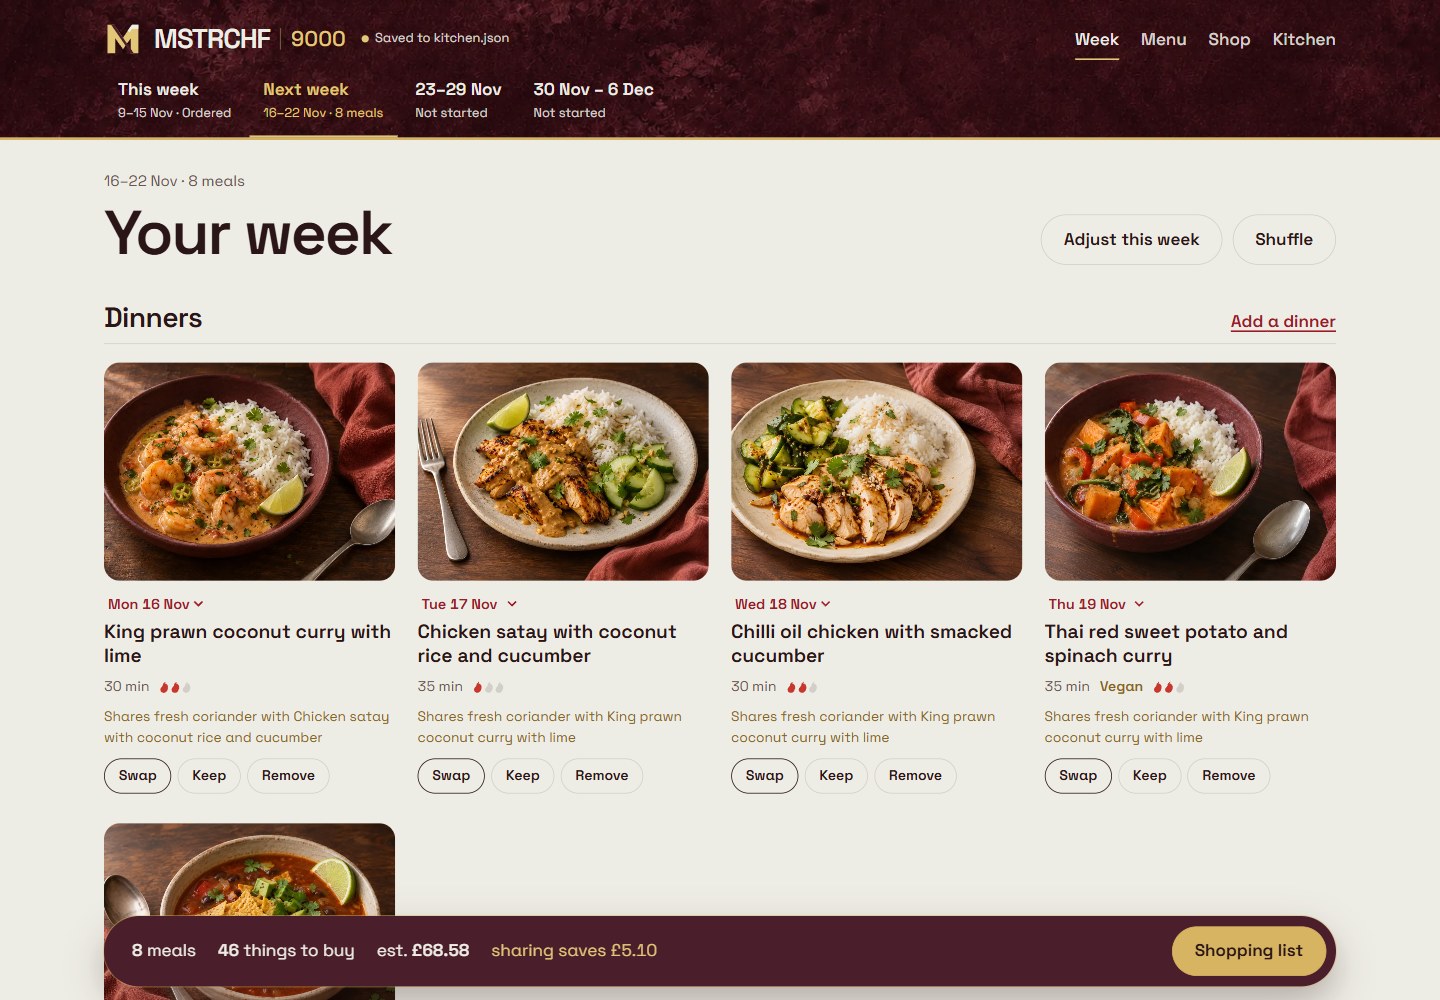 MSTRCHF 9000 Saved to kitchen.json
Week Menu Shop Kitchen
This week
9–15 Nov · Ordered
Next week
16–22 Nov · 8 meals
23–29 Nov
Not started
30 Nov – 6 Dec
Not started
16–22 Nov · 8 meals
Your week
Adjust this week
Shuffle
Dinners
Add a dinner
Mon 16 Nov
King prawn coconut curry with
lime
30 min
Shares fresh coriander with Chicken satay
with coconut rice and cucumber
Swap Keep Remove
Tue 17 Nov
Chicken satay with coconut
rice and cucumber
35 min
Shares fresh coriander with King prawn
coconut curry with lime
Swap Keep Remove
Wed 18 Nov
Chilli oil chicken with smacked
cucumber
30 min
Shares fresh coriander with King prawn
coconut curry with lime
Swap Keep Remove
Thu 19 Nov
Thai red sweet potato and
spinach curry
35 min Vegan
Shares fresh coriander with King prawn
coconut curry with lime
Swap Keep Remove
8 meals 46 things to buy est. £68.58 sharing saves £5.10
Shopping list